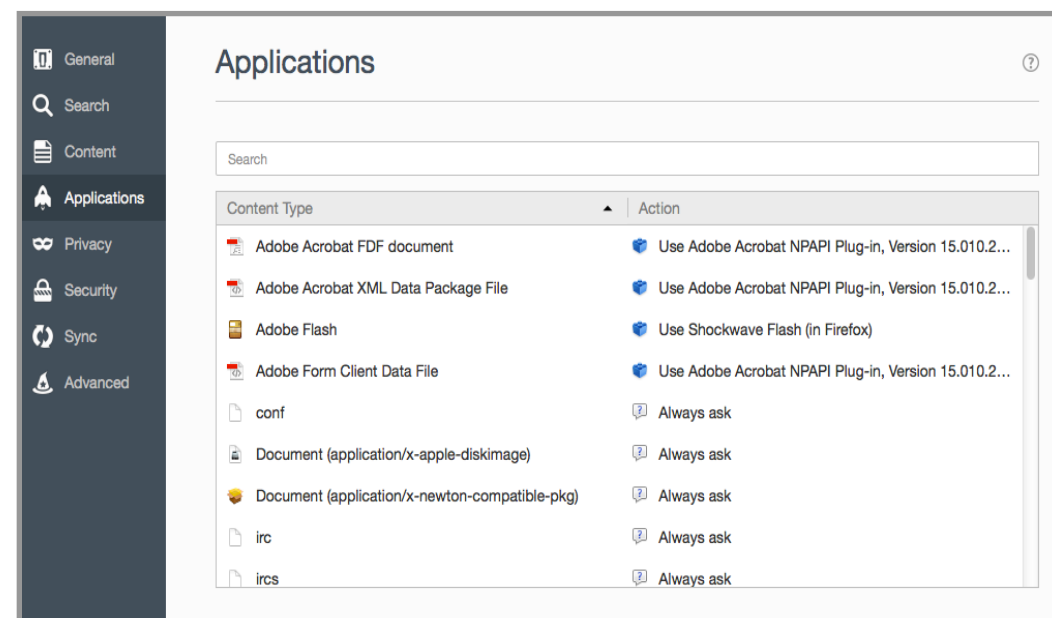 General
Search
Content
Applications
Privacy
Security
Sync
Advanced
Applications
?
Search
Content Type Action
Adobe Acrobat FDF document Use Adobe Acrobat NPAPI Plug-in, Version 15.010.2...
Adobe Acrobat XML Data Package File Use Adobe Acrobat NPAPI Plug-in, Version 15.010.2...
Adobe Flash Use Shockwave Flash (in Firefox)
Adobe Form Client Data File Use Adobe Acrobat NPAPI Plug-in, Version 15.010.2...
conf Always ask
Document (application/x-apple-diskimage) Always ask
Document (application/x-newton-compatible-pkg) Always ask
irc Always ask
ircs Always ask